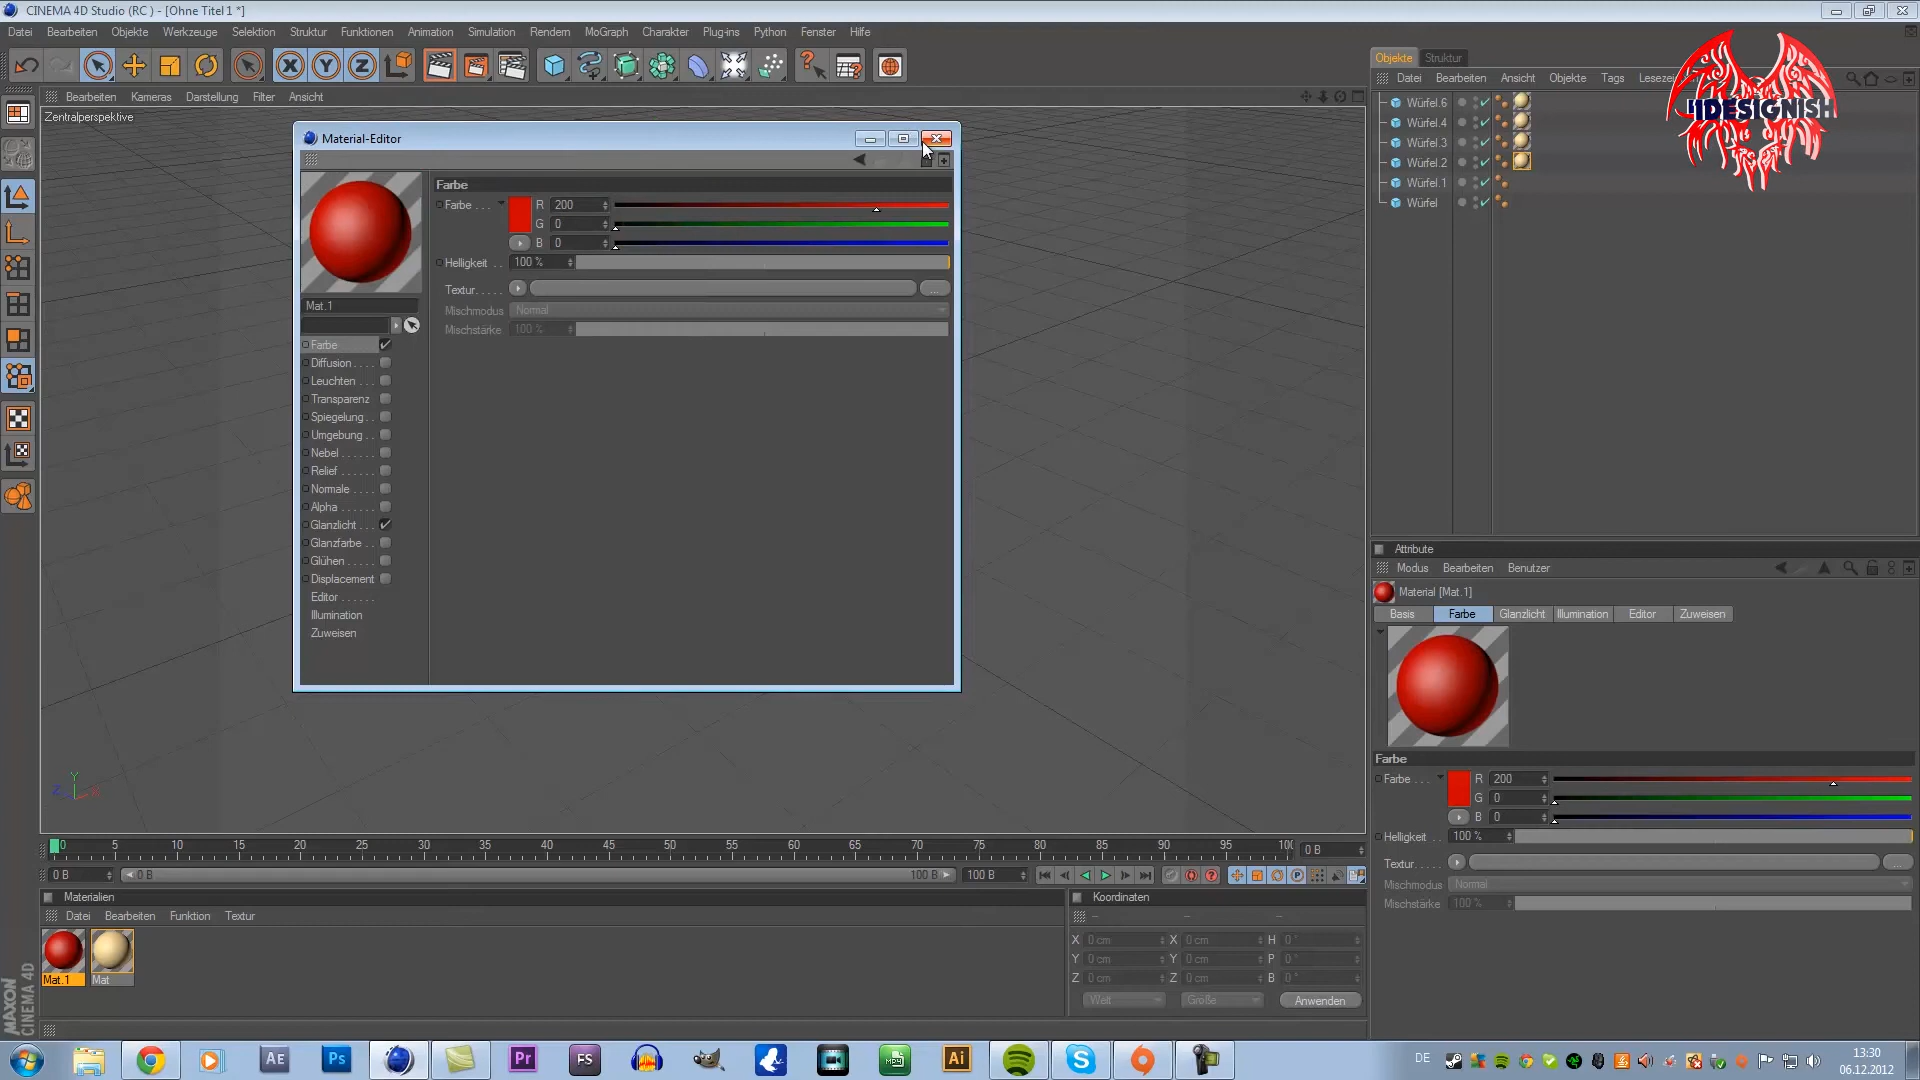 CINEMA 4D Studio (RC ) - [Ohne Titel 1 *]
Datei Bearbeiten Objekte Werkzeuge Selektion Struktur Funktionen Animation Simulation Rendern MoGraph Charakter Plug-ins Python Fenster Hilfe
Bearbeiten Kameras Darstellung Filter Ansicht
Zentralperspektive
Material-Editor
Farbe
Farbe . . . R 200
G 0
B 0
Helligkeit . . 100 %
Textur. . . . . ...
Mischmodus Normal
Mischstärke 100 %
Mat.1
Farbe
Diffusion . . . .
Leuchten . . .
Transparenz
Spiegelung . .
Umgebung . .
Nebel . . . . . .
Relief . . . . . .
Normale . . . .
Alpha . . . . . .
Glanzlicht . . .
Glanzfarbe . .
Glühen . . . . .
Displacement
Editor . . . . . .
Illumination
Zuweisen
Y
Z X
Objekte Struktur
Datei Bearbeiten Ansicht Objekte Tags
IDESIGNISH
Würfel.6
Würfel.4
Würfel.3
Würfel.2
Würfel.1
Würfel
Attribute
Modus Bearbeiten Benutzer
Material [Mat.1]
Basis Farbe Glanzlicht Illumination Editor Zuweisen
Farbe
Farbe . . . R 200
G 0
B 0
Helligkeit . . 100 %
Textur. . . . . ...
Mischmodus Normal
Mischstärke 100 %
0 5 10 15 20 25 30 35 40 45 50 55 60 65 70 75 80 85 90 95 0 B
0 B 0 B 100 B 100 B
Materialien
Datei Bearbeiten Funktion Textur
Mat.1 Mat
MAXON
CINEMA 4D
Koordinaten
-- -- --
X 0 cm X 0 cm H 0 °
Y 0 cm Y 0 cm P 0 °
Z 0 cm Z 0 cm B 0 °
Welt Größe Anwenden
Ae Ps Pr FS MP4 Ai
DE
13:30
06.12.2012